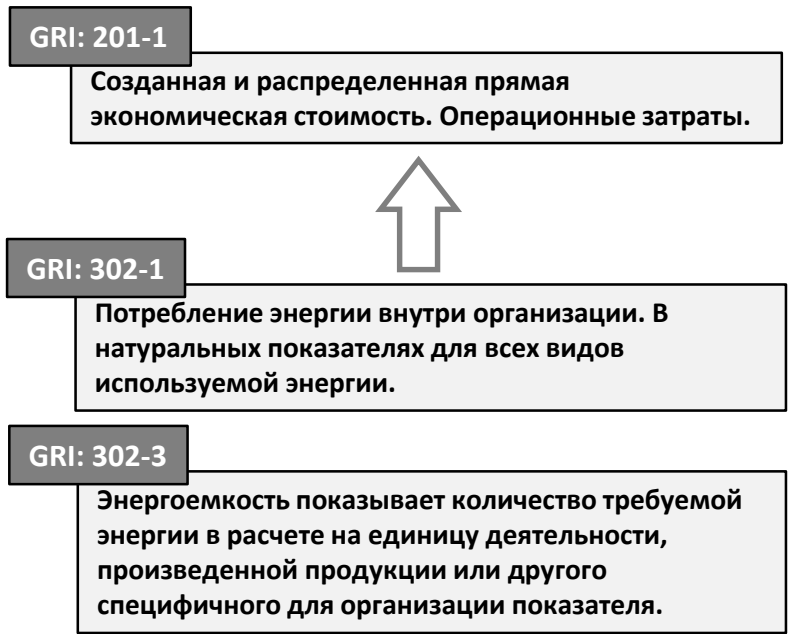 GRI: 201-1
Созданная и распределенная прямая
экономическая стоимость. Операционные затраты.
GRI: 302-1
Потребление энергии внутри организации. В
натуральных показателях для всех видов
используемой энергии.
GRI: 302-3
Энергоемкость показывает количество требуемой
энергии в расчете на единицу деятельности,
произведенной продукции или другого
специфичного для организации показателя.